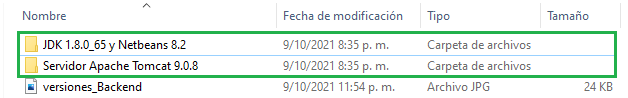 Nombre Fecha de modificación Tipo Tamaño
JDK 1.8.0_65 y Netbeans 8.2 9/10/2021 8:35 p. m. Carpeta de archivos
Servidor Apache Tomcat 9.0.8 9/10/2021 8:35 p. m. Carpeta de archivos
versiones_Backend 9/10/2021 11:54 p. m. Archivo JPG 24 KB